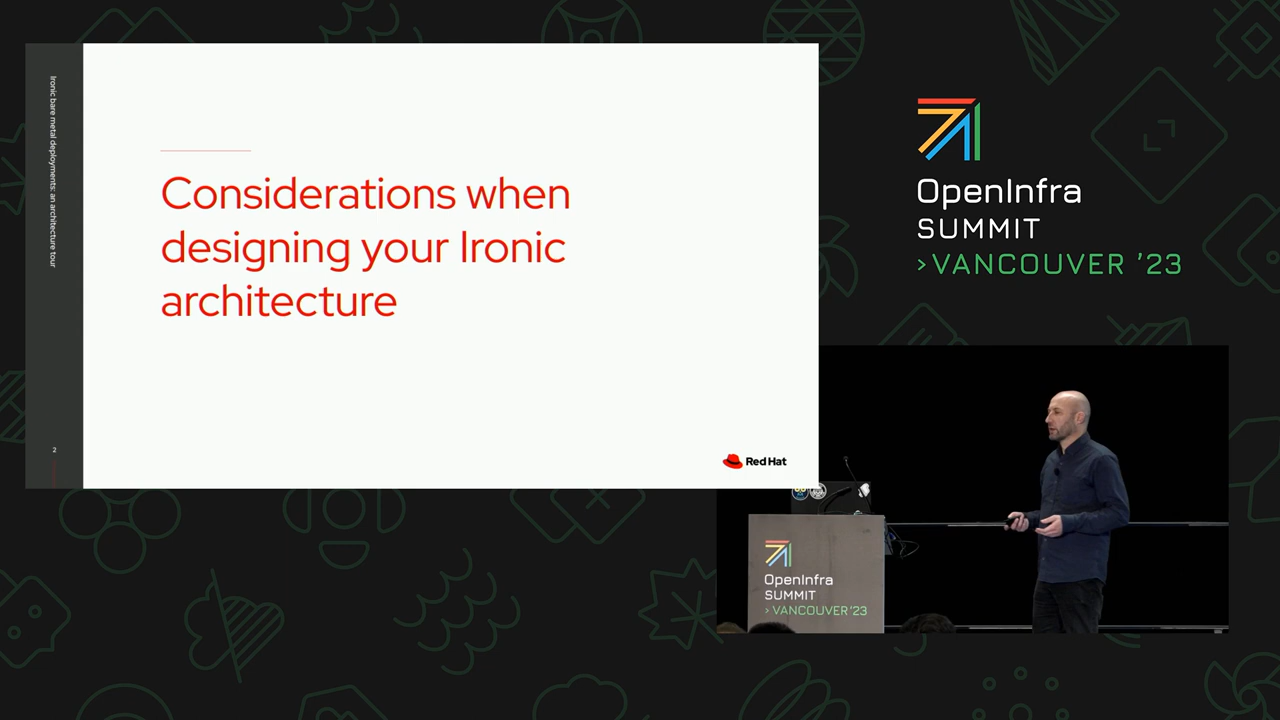 Ironic bare metal deployments: an architecture tour
Considerations when
designing your Ironic
architecture
2
Red Hat
OpenInfra
SUMMIT
>VANCOUVER '23
OpenInfra
SUMMIT
> VANCOUVER '23